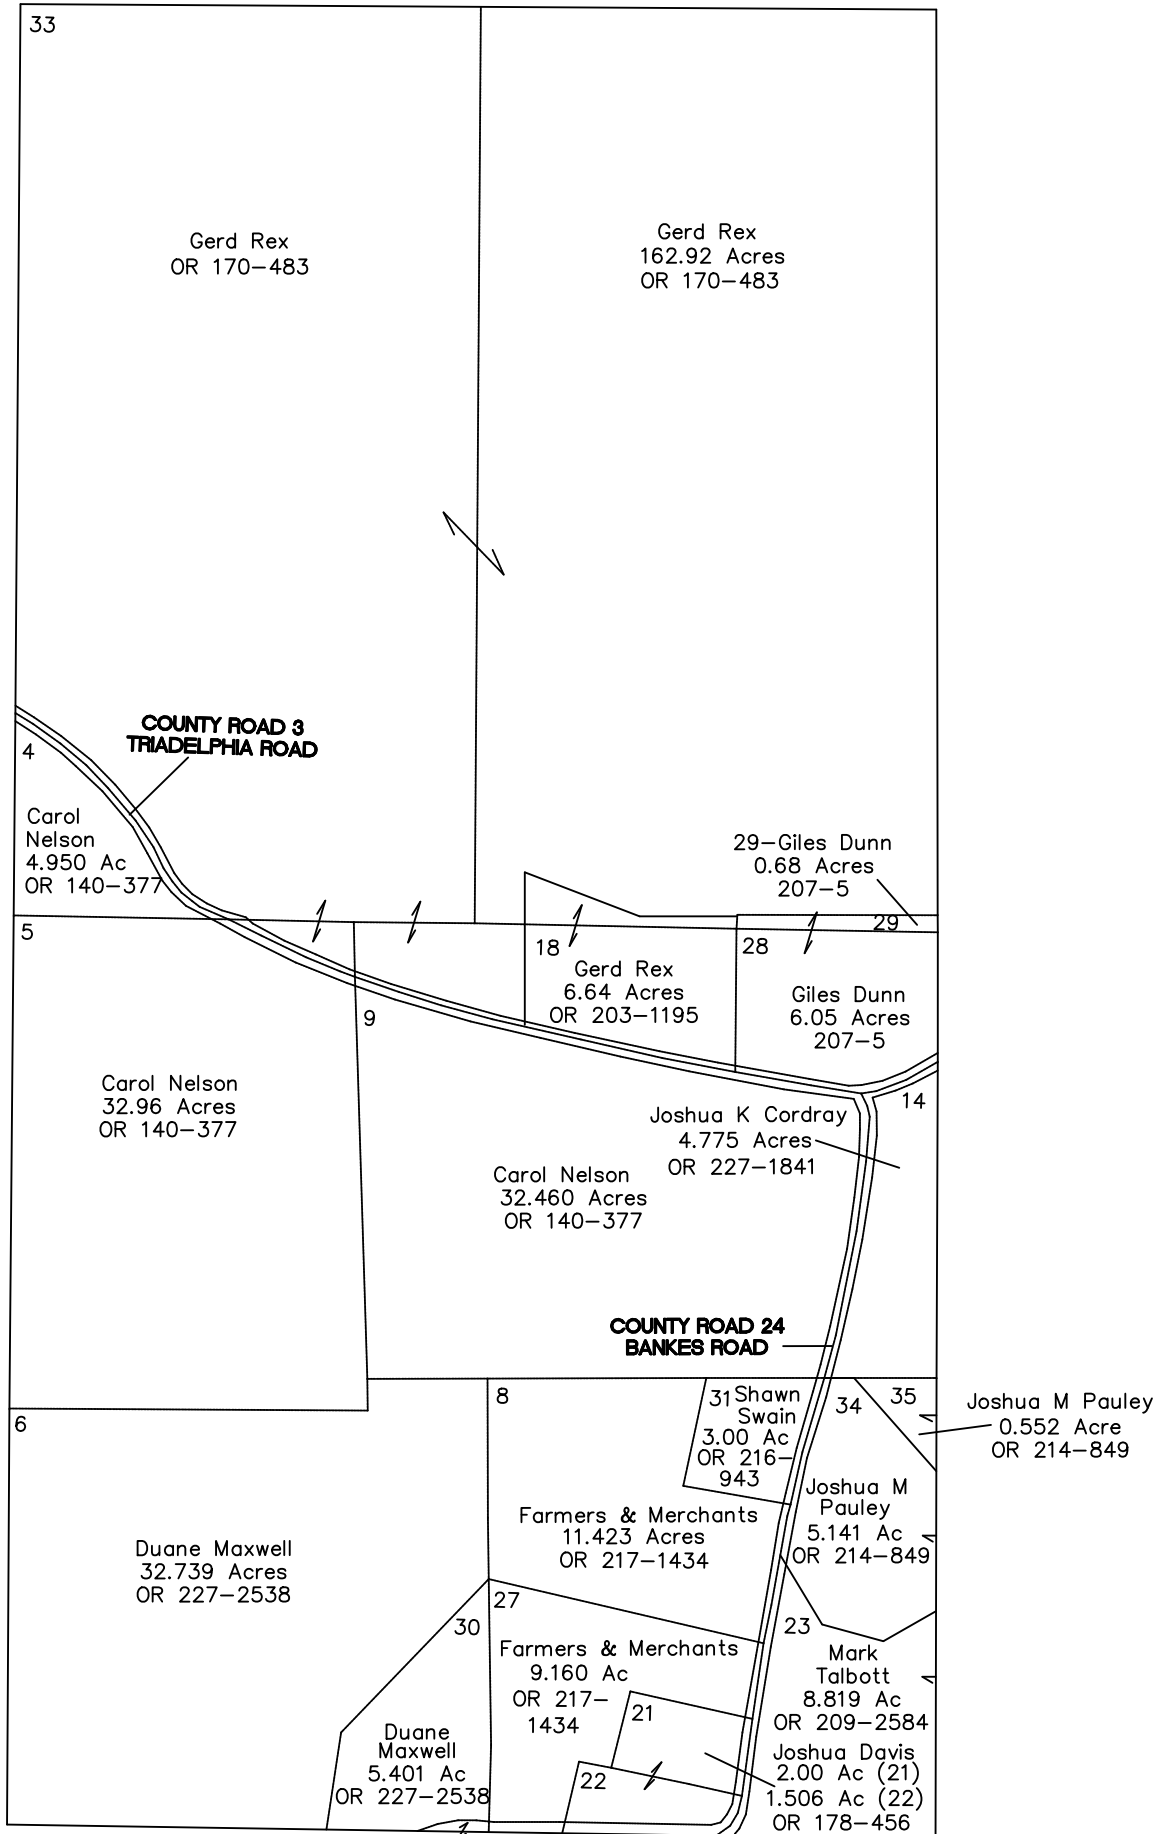 33
Gerd Rex
OR 170-483
Gerd Rex
162.92 Acres
OR 170-483
COUNTY ROAD 3
TRIADELPHIA ROAD
4
Carol
Nelson
4.950 Ac
OR 140-377
29-Giles Dunn
0.68 Acres
207-5
29
5
18
Gerd Rex
6.64 Acres
OR 203-1195
28
Giles Dunn
6.05 Acres
207-5
9
Carol Nelson
32.96 Acres
OR 140-377
14
Joshua K Cordray
4.775 Acres
OR 227-1841
Carol Nelson
32.460 Acres
OR 140-377
COUNTY ROAD 24
BANKES ROAD
6
8
31 Shawn
Swain
3.00 Ac
OR 216-
943
34
35
Joshua M Pauley
0.552 Acre
OR 214-849
Joshua M
Pauley
5.141 Ac
OR 214-849
Farmers & Merchants
11.423 Acres
OR 217-1434
Duane Maxwell
32.739 Acres
OR 227-2538
27
30
23
Farmers & Merchants
9.160 Ac
OR 217-
1434
Mark
Talbott
8.819 Ac
OR 209-2584
21
Duane
Maxwell
5.401 Ac
OR 227-2538
22
Joshua Davis
2.00 Ac (21)
1.506 Ac (22)
OR 178-456